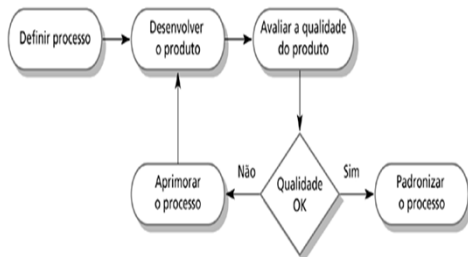 Definir processo
Desenvolver
o produto
Avaliar a qualidade
do produto
Aprimorar
o processo
Não
Qualidade
OK
Sim
Padronizar
o processo